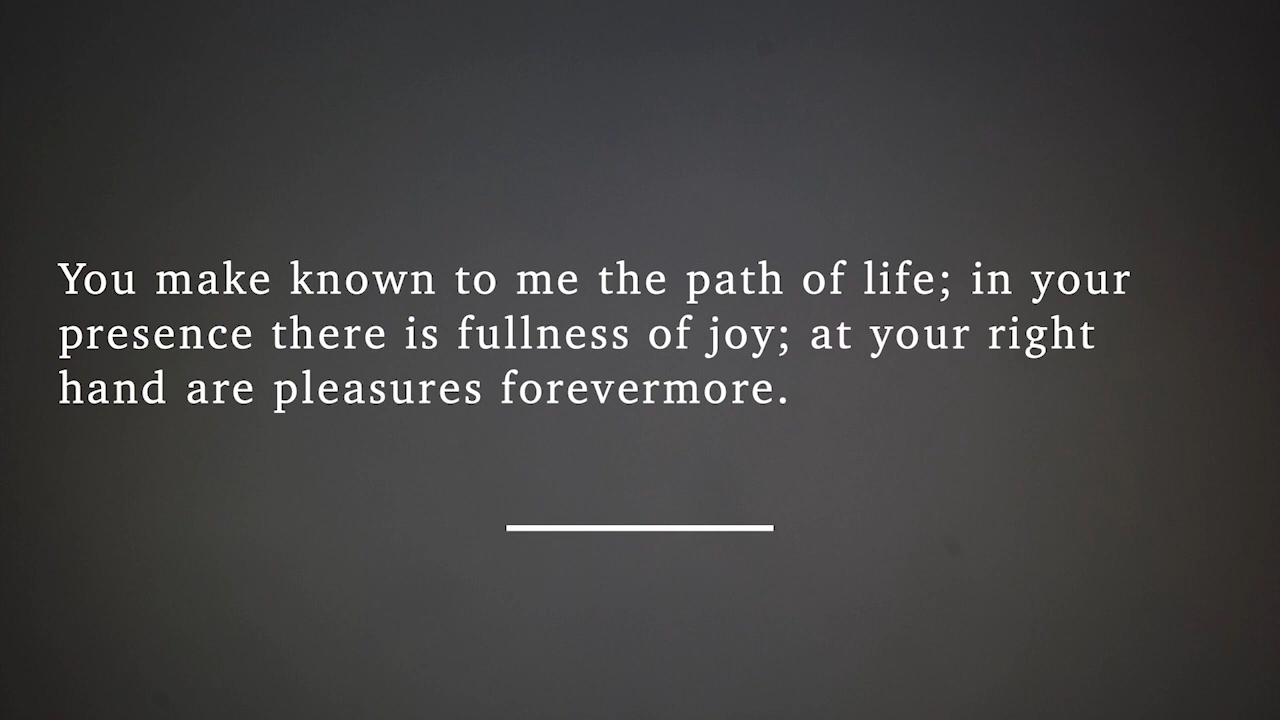 You make known to me the path of life; in your
presence there is fullness of joy; at your right
hand are pleasures forevermore.